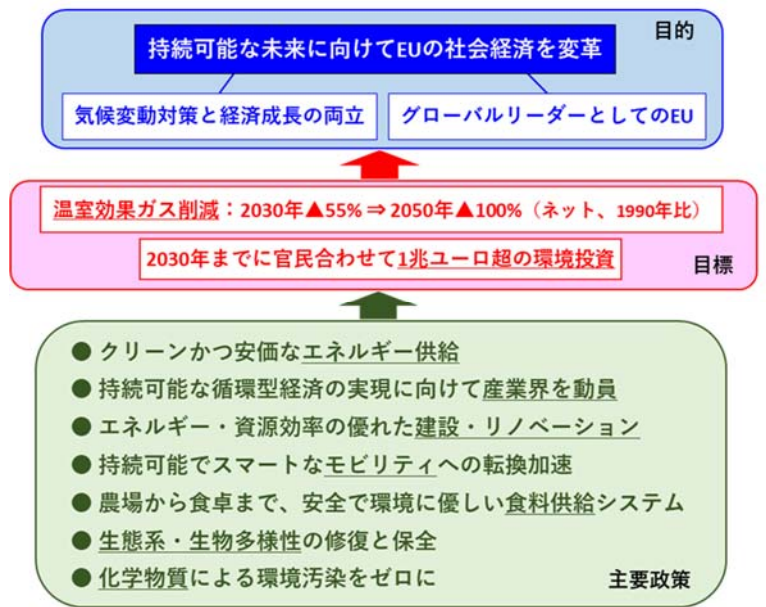 目的
持続可能な未来に向けてEUの社会経済を変革
気候変動対策と経済成長の両立
グローバルリーダーとしてのEU
温室効果ガス削減：2030年▲55% ⇒ 2050年▲100%（ネット、1990年比）
2030年までに官民合わせて1兆ユーロ超の環境投資
目標
● クリーンかつ安価なエネルギー供給
● 持続可能な循環型経済の実現に向けて産業界を動員
● エネルギー・資源効率の優れた建設・リノベーション
● 持続可能でスマートなモビリティへの転換加速
● 農場から食卓まで、安全で環境に優しい食料供給システム
● 生態系・生物多様性の修復と保全
● 化学物質による環境汚染をゼロに
主要政策